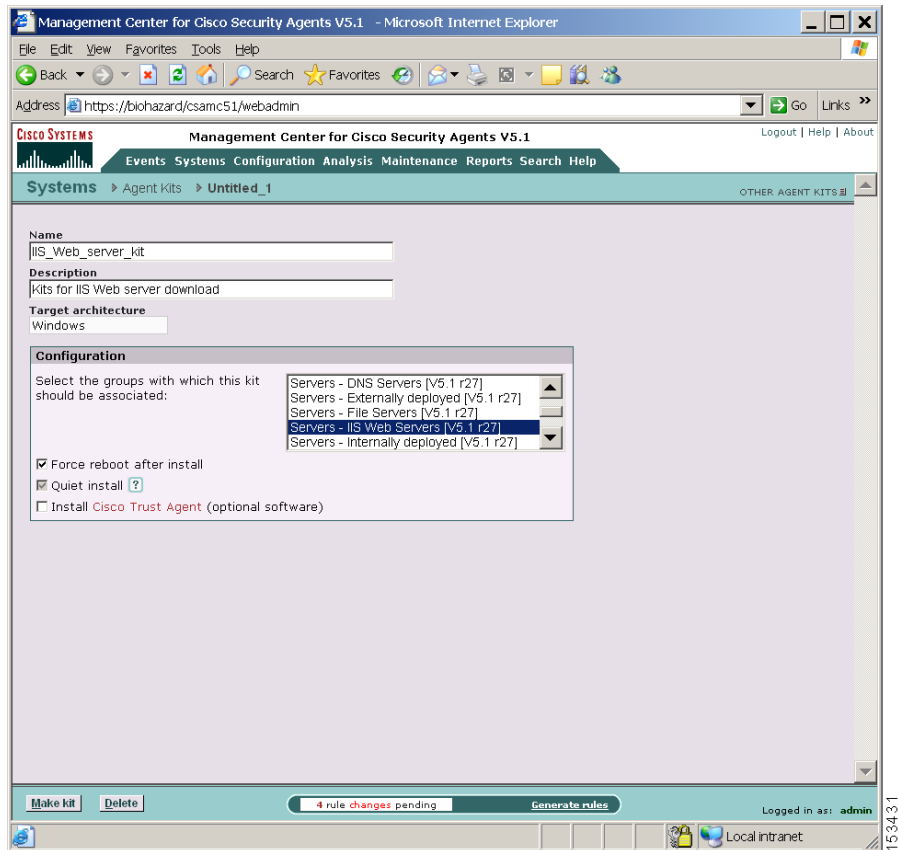 Management Center for Cisco Security Agents V5.1 - Microsoft Internet Explorer
File Edit View Favorites Tools Help
Back Search Favorites
Address https://biohazard/csamc51/webadmin Go Links »
CISCO SYSTEMS Management Center for Cisco Security Agents V5.1 Logout | Help | About
Events Systems Configuration Analysis Maintenance Reports Search Help
Systems Agent Kits Untitled_1 OTHER AGENT KITS
Name
IIS_Web_server_kit
Description
Kits for IIS Web server download
Target architecture
Windows
Configuration
Select the groups with which this kit
should be associated:
Servers - DNS Servers [V5.1 r27]
Servers - Externally deployed [V5.1 r27]
Servers - File Servers [V5.1 r27]
Servers - IIS Web Servers [V5.1 r27]
Servers - Internally deployed [V5.1 r27]
Force reboot after install
Quiet install ?
Install Cisco Trust Agent (optional software)
Make kit Delete 4 rule changes pending Generate rules Logged in as: admin
Local intranet
153431